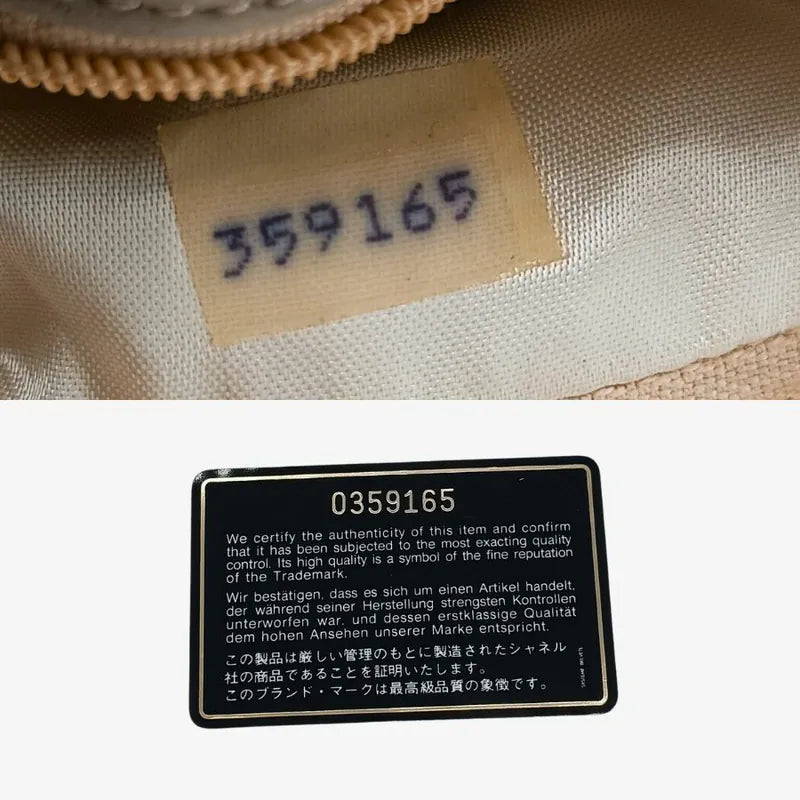 359165
0359165
We certify the authenticity of this item and confirm
that it has been subjected to the most exacting quality
control. Its high quality is a symbol of the fine reputation
of the Trademark.
Wir bestätigen, dass es sich um einen Artikel handelt,
der während seiner Herstellung strengsten Kontrollen
unterworfen war, und dessen erstklassige Qualität
dem hohen Ansehen unserer Marke entspricht.
この製品は厳しい管理のもとに製造されたシャネル
社の商品であることを証明いたします。
このブランド・マークは最高級品質の象徴です。